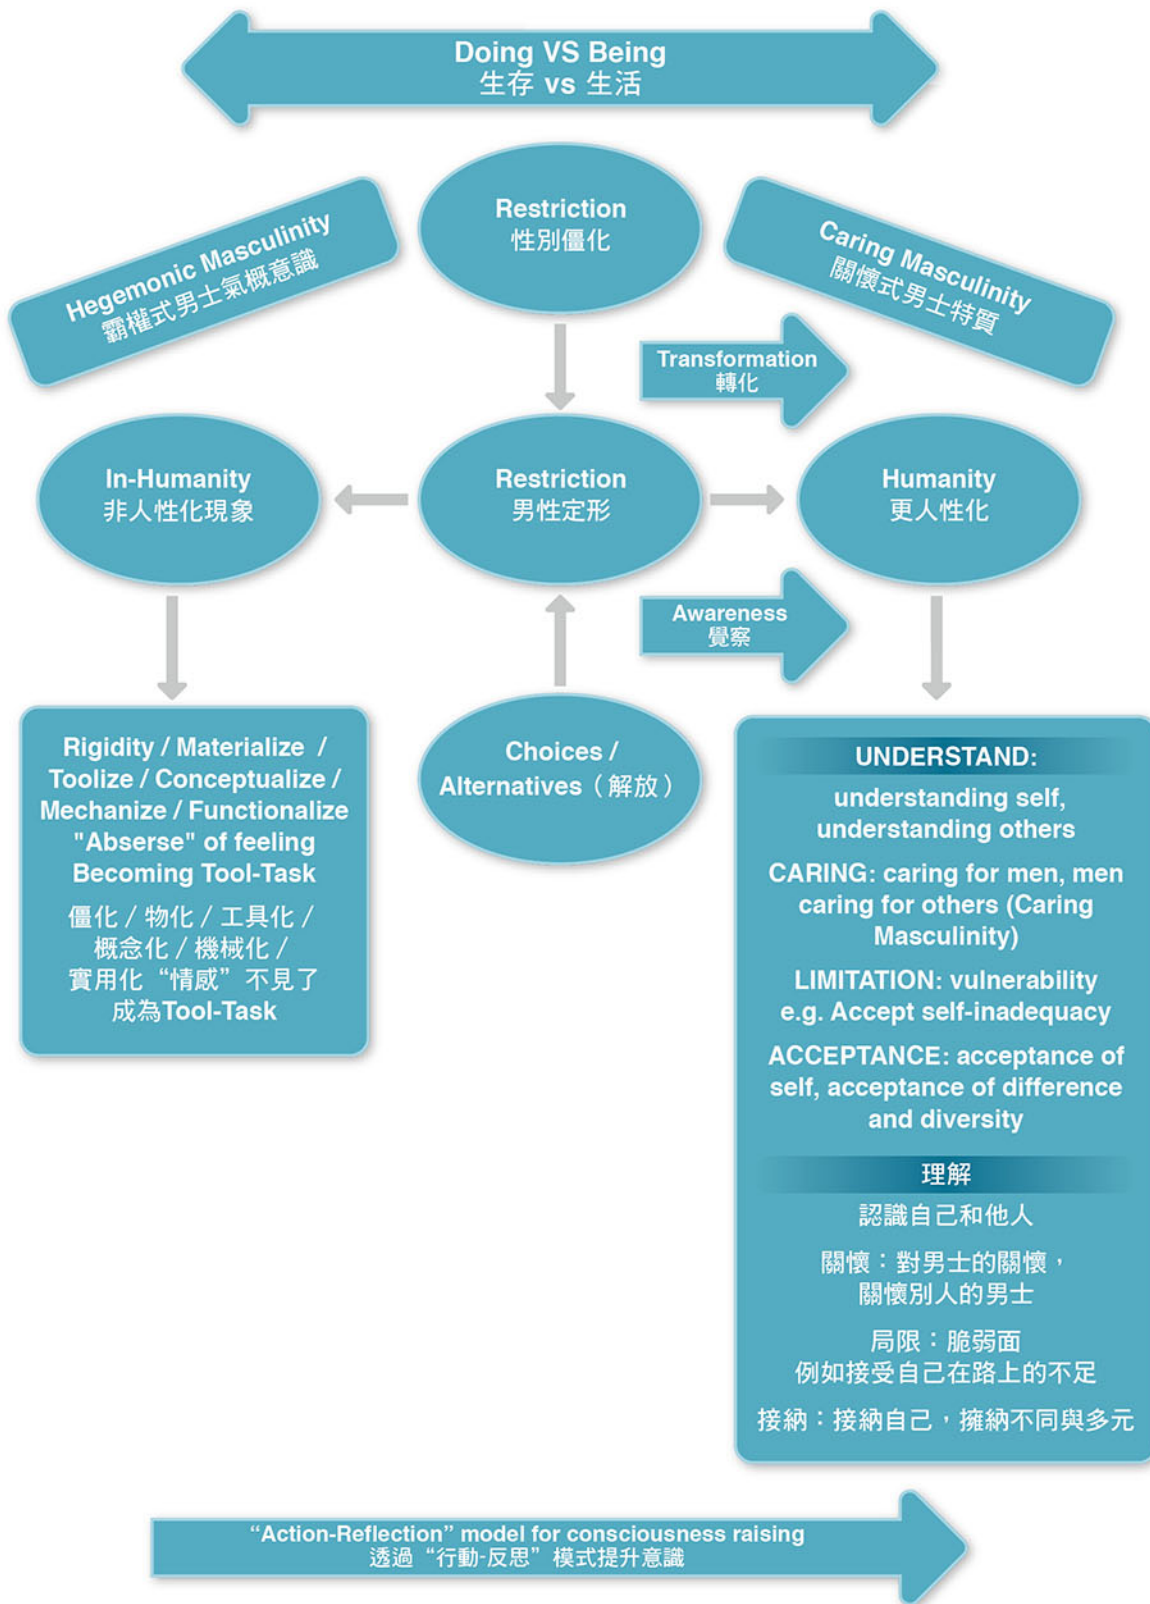 Doing VS Being
生存 vs 生活
Hegemonic Masculinity
霸權式男士氣概意識
Restriction
性別僵化
Caring Masculinity
關懷式男士特質
Transformation
轉化
In-Humanity
非人性化現象
Restriction
男性定形
Humanity
更人性化
Awareness
覺察
Rigidity / Materialize /
Toolize / Conceptualize /
Mechanize / Functionalize
"Abserse" of feeling
Becoming Tool-Task
僵化 / 物化 / 工具化 /
概念化 / 機械化 /
實用化“情感”不見了
成為Tool-Task
Choices /
Alternatives（解放）
UNDERSTAND:
understanding self,
understanding others
CARING: caring for men, men
caring for others (Caring
Masculinity)
LIMITATION: vulnerability
e.g. Accept self-inadequacy
ACCEPTANCE: acceptance of
self, acceptance of difference
and diversity
理解
認識自己和他人
關懷：對男士的關懷，
關懷別人的男士
局限：脆弱面
例如接受自己在路上的不足
接納：接納自己，擁納不同與多元
“Action-Reflection” model for consciousness raising
透過“行動-反思”模式提升意識